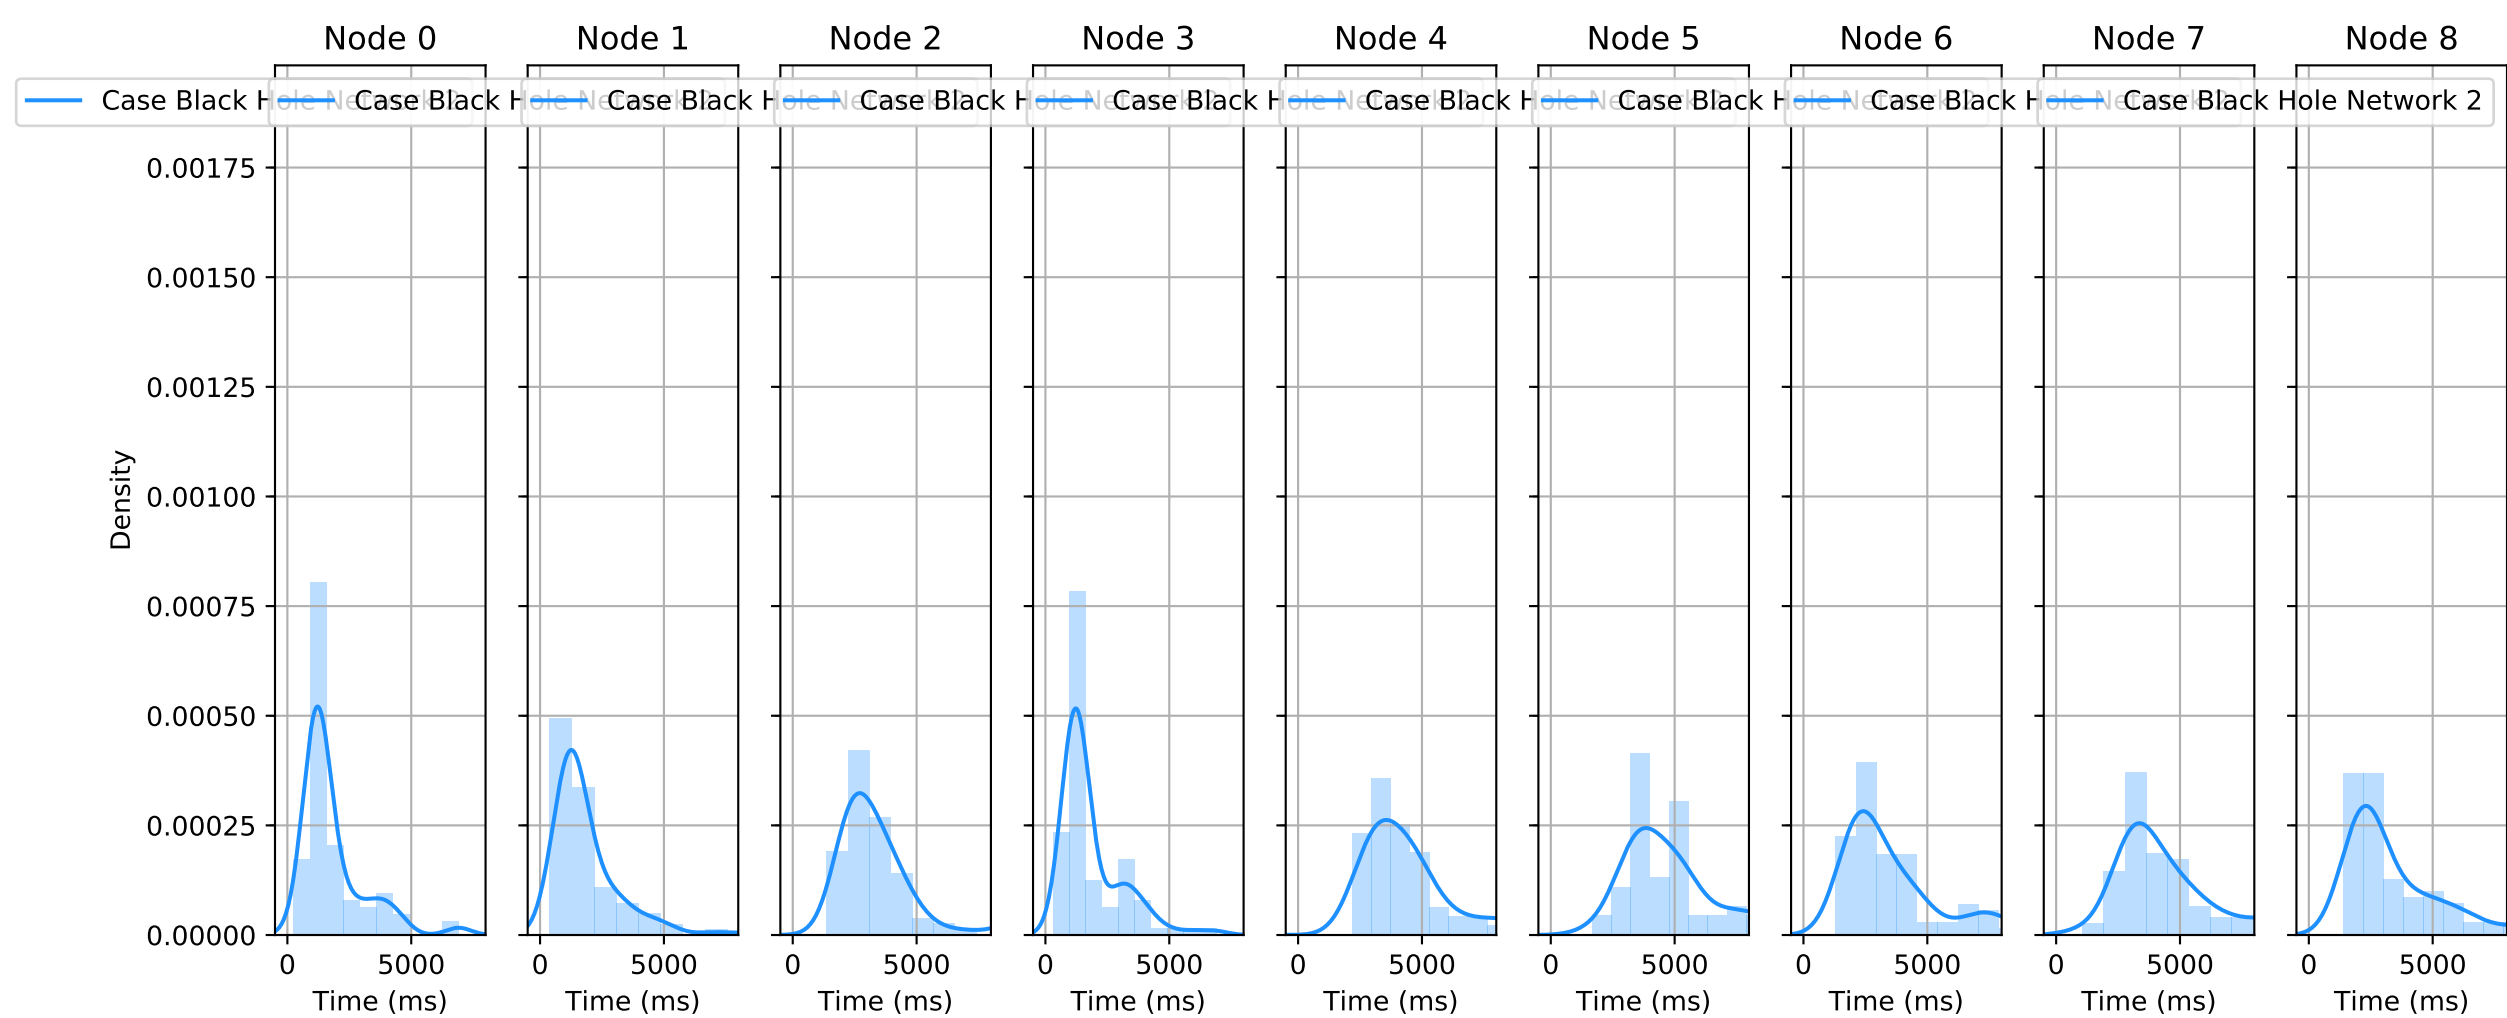 Node 0 Node 1 Node 2 Node 3 Node 4 Node 5 Node 6 Node 7 Node 8
Case Black H Case Black H Case Black H Case Black H Case Black H Case Black H Case Black H Case Black H Case Black Hole Network 2
0.00175
0.00150
0.00125
0.00100
0.00075
0.00050
0.00025
0.00000
Density
0 5000 0 5000 0 5000 0 5000 0 5000 0 5000 0 5000 0 5000 0 5000
Time (ms) Time (ms) Time (ms) Time (ms) Time (ms) Time (ms) Time (ms) Time (ms) Time (ms)